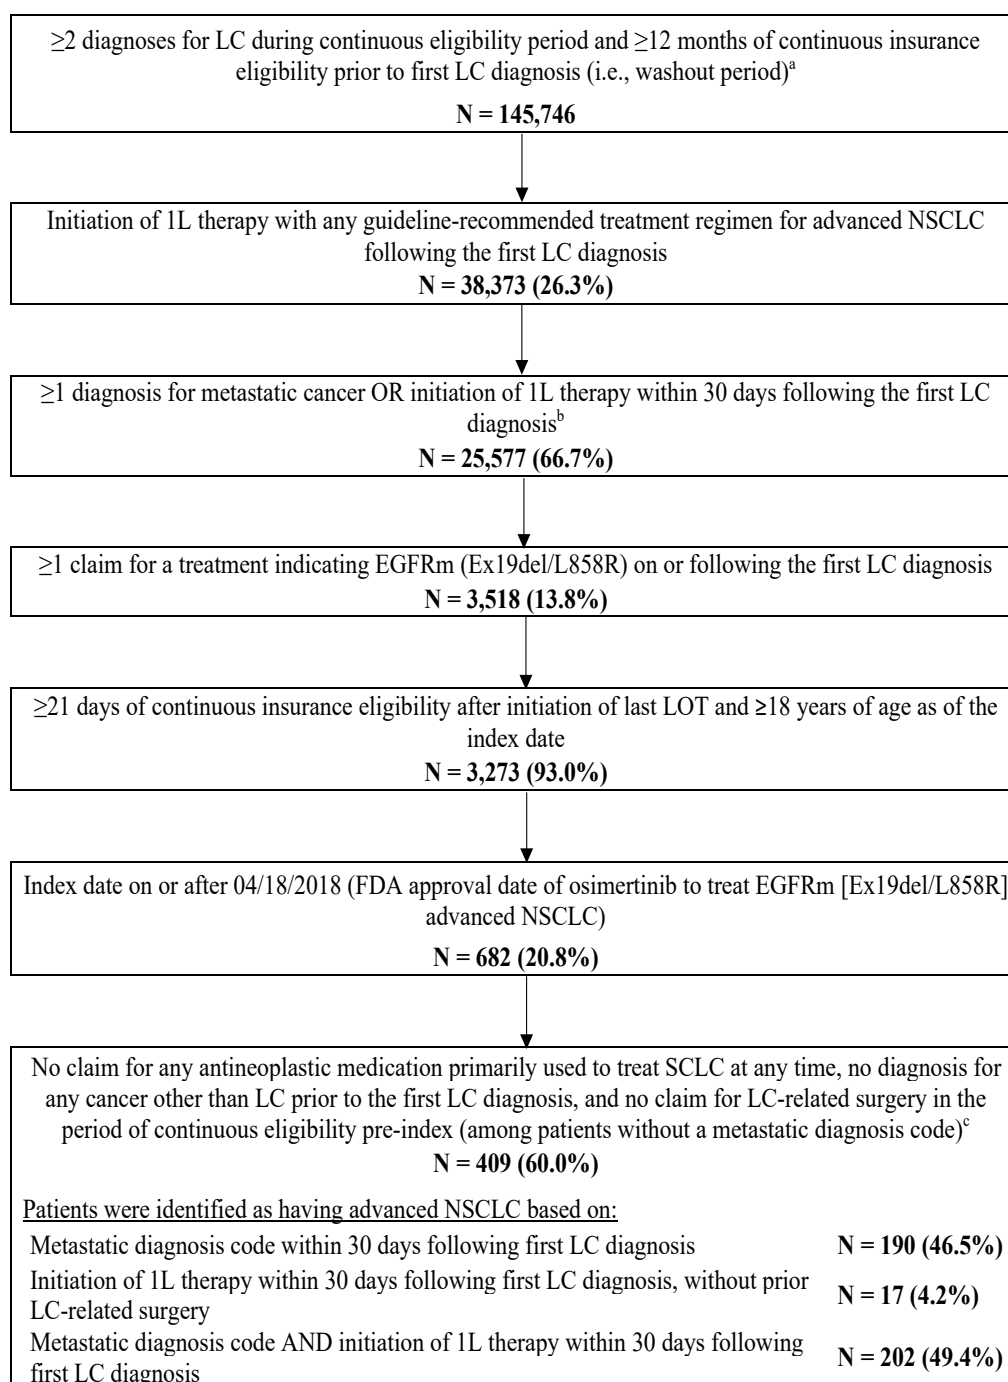 ≥2 diagnoses for LC during continuous eligibility period and ≥12 months of continuous insurance
eligibility prior to first LC diagnosis (i.e., washout period)a
N = 145,746
Initiation of 1L therapy with any guideline-recommended treatment regimen for advanced NSCLC
following the first LC diagnosis
N = 38,373 (26.3%)
≥1 diagnosis for metastatic cancer OR initiation of 1L therapy within 30 days following the first LC
diagnosisb
N = 25,577 (66.7%)
≥1 claim for a treatment indicating EGFRm (Ex19del/L858R) on or following the first LC diagnosis
N = 3,518 (13.8%)
≥21 days of continuous insurance eligibility after initiation of last LOT and ≥18 years of age as of the
index date
N = 3,273 (93.0%)
Index date on or after 04/18/2018 (FDA approval date of osimertinib to treat EGFRm [Ex19del/L858R]
advanced NSCLC)
N = 682 (20.8%)
No claim for any antineoplastic medication primarily used to treat SCLC at any time, no diagnosis for
any cancer other than LC prior to the first LC diagnosis, and no claim for LC-related surgery in the
period of continuous eligibility pre-index (among patients without a metastatic diagnosis code)c
N = 409 (60.0%)
Patients were identified as having advanced NSCLC based on:
Metastatic diagnosis code within 30 days following first LC diagnosis N = 190 (46.5%)
Initiation of 1L therapy within 30 days following first LC diagnosis, without prior
LC-related surgery N = 17 (4.2%)
Metastatic diagnosis code AND initiation of 1L therapy within 30 days following
first LC diagnosis N = 202 (49.4%)